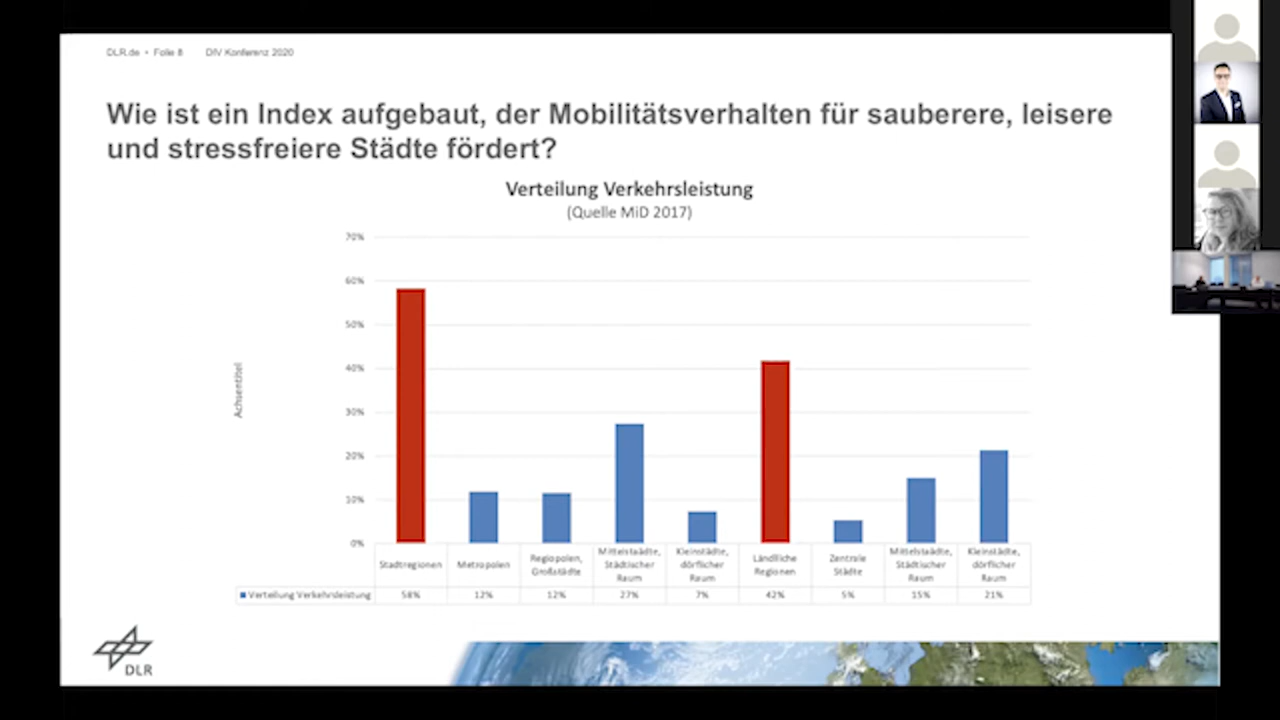 DLR.de • Folie 8 DIV Konferenz 2020
Wie ist ein Index aufgebaut, der Mobilitätsverhalten für sauberere, leisere
und stressfreiere Städte fördert?
Verteilung Verkehrsleistung
(Quelle MiD 2017)
70%
60%
50%
40%
30%
20%
10%
0%
Achsentitel
Stadtregionen
Metropolen
Regiopolen,
Großstädte
Mittelstaädte,
Städtischer
Raum
Kleinstädte,
dörflicher
Raum
Ländlliche
Regionen
Zentrale
Städte
Mittelstaädte,
Städtischer
Raum
Kleinstädte,
dörflicher
Raum
Verteilung Verkehrsleistung 58% 12% 12% 27% 7% 42% 5% 15% 21%
DLR